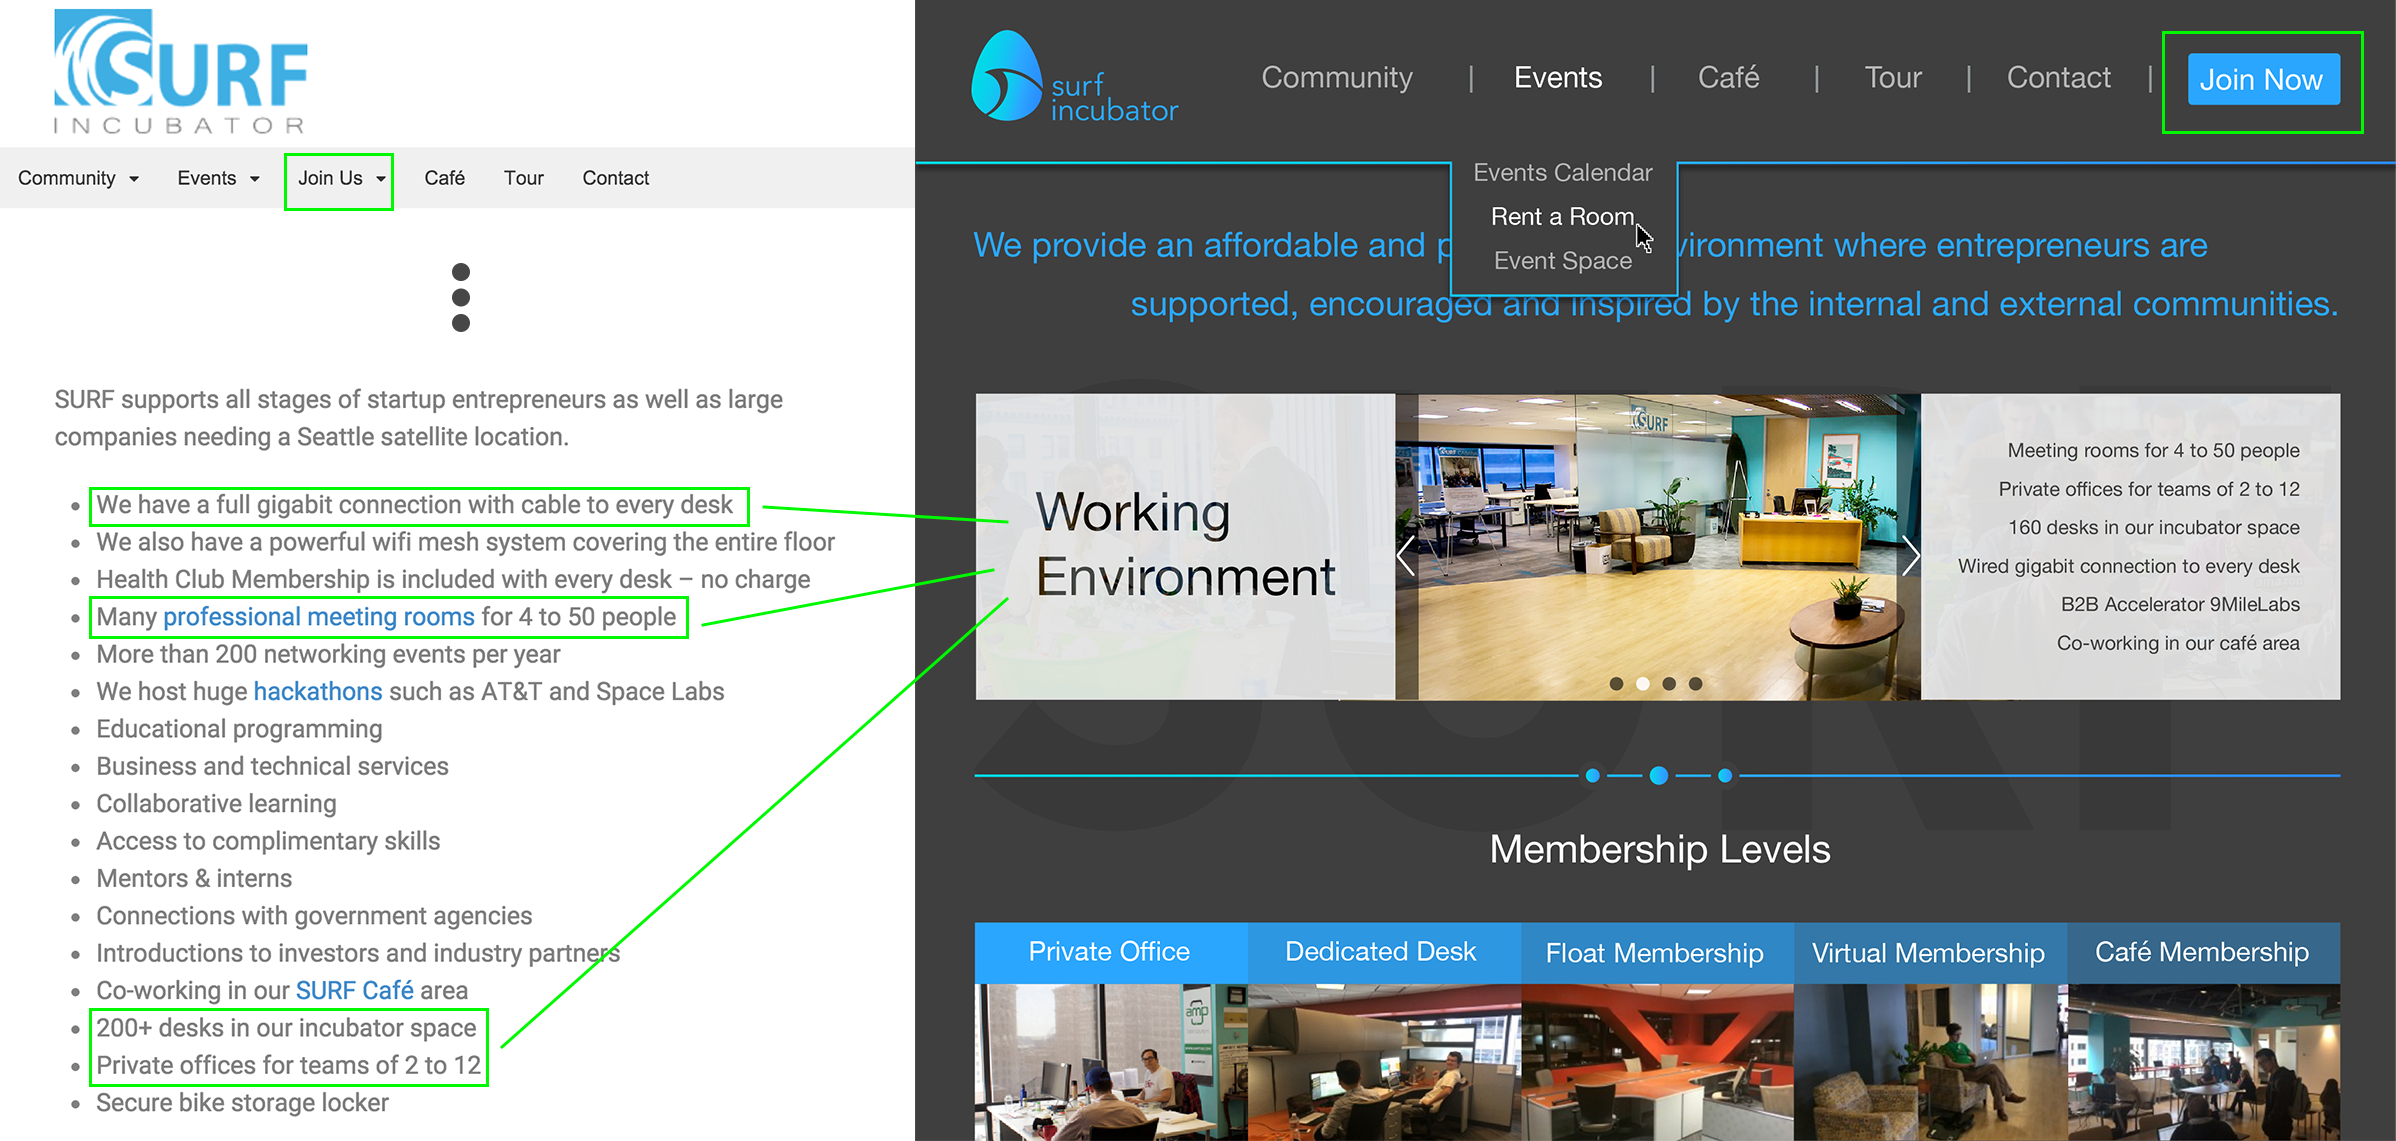 SURF
INCUBATOR
Community
Events
Join Us
Café
Tour
Contact
SURF supports all stages of startup entrepreneurs as well as large
companies needing a Seattle satellite location.
We have a full gigabit connection with cable to every desk
We also have a powerful wifi mesh system covering the entire floor
Health Club Membership is included with every desk – no charge
Many professional meeting rooms for 4 to 50 people
More than 200 networking events per year
We host huge hackathons such as AT&T and Space Labs
Educational programming
Business and technical services
Collaborative learning
Access to complimentary skills
Mentors & interns
Connections with government agencies
Introductions to investors and industry partners
Co-working in our SURF Café area
200+ desks in our incubator space
Private offices for teams of 2 to 12
Secure bike storage locker
surf
incubator
Community | Events | Café | Tour | Contact | Join Now
Events Calendar
Rent a Room
Event Space
We provide an affordable and p vironment where entrepreneurs are
supported, encouraged and inspired by the internal and external communities.
SURF
Working
Environment
SURF
Meeting rooms for 4 to 50 people
Private offices for teams of 2 to 12
160 desks in our incubator space
Wired gigabit connection to every desk
B2B Accelerator 9MileLabs
Co-working in our café area
Membership Levels
Private Office
Dedicated Desk
Float Membership
Virtual Membership
Café Membership
amp